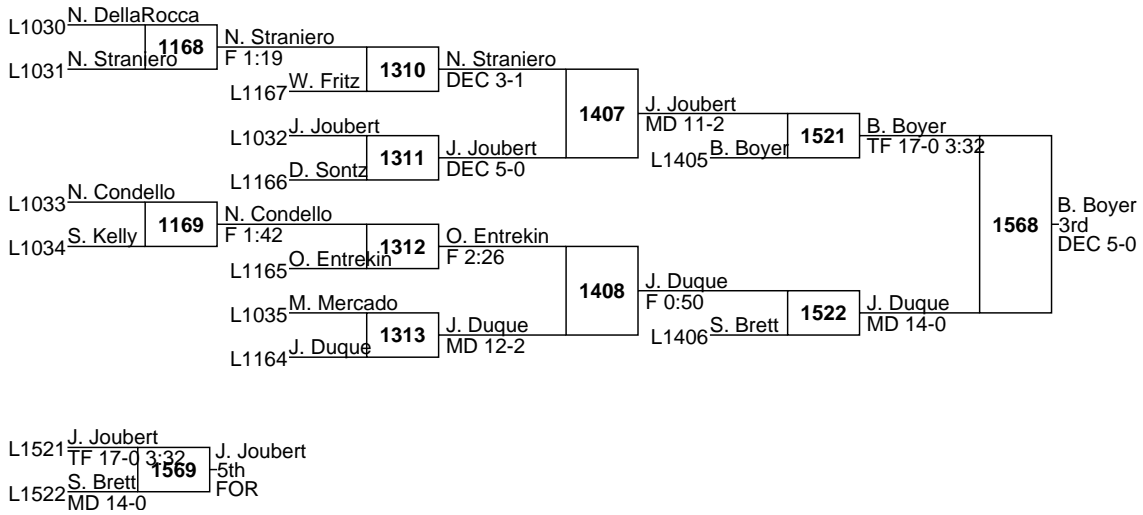 L1030 N. DellaRocca
1168
L1031 N. Straniero
N. Straniero
F 1:19
L1167 W. Fritz
1310
N. Straniero
DEC 3-1
L1032 J. Joubert
1311
L1166 D. Sontz
J. Joubert
DEC 5-0
1407
J. Joubert
MD 11-2
L1405 B. Boyer
1521
B. Boyer
TF 17-0 3:32
L1033 N. Condello
1169
L1034 S. Kelly
N. Condello
F 1:42
L1165 O. Entrekin
1312
O. Entrekin
F 2:26
L1035 M. Mercado
1313
L1164 J. Duque
J. Duque
MD 12-2
1408
J. Duque
F 0:50
L1406 S. Brett
1522
J. Duque
MD 14-0
1568
B. Boyer
3rd
DEC 5-0
L1521 J. Joubert
TF 17-0 3:32
1569
L1522 S. Brett
MD 14-0
J. Joubert
5th
FOR